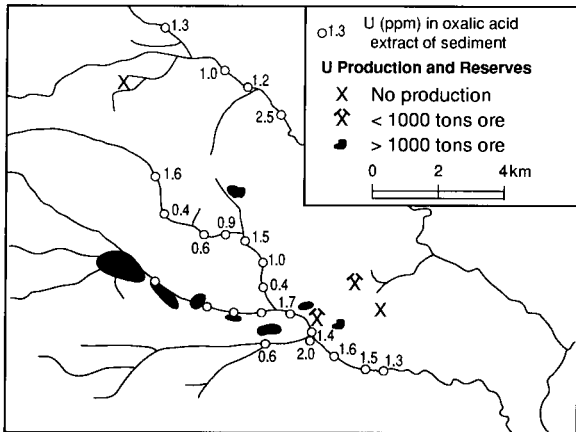 1.3
U (ppm) in oxalic acid
extract of sediment
U Production and Reserves
X No production
< 1000 tons ore
> 1000 tons ore
0 2 4 km
1.3
1.0
1.2
X
2.5
1.6
0.4
0.6
0.9
1.5
1.0
0.4
1.7
X
1.4
2.0
0.6
1.6
1.5
1.3